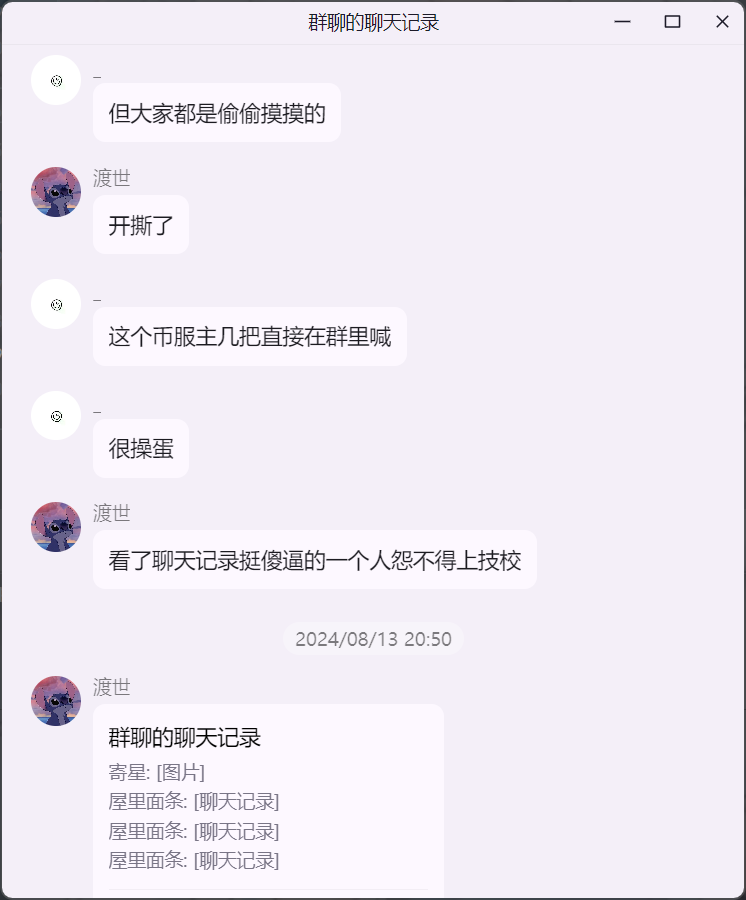 群聊的聊天记录
_
但大家都是偷偷摸摸的
渡世
开撕了
_
这个币服主几把直接在群里喊
_
很操蛋
渡世
看了聊天记录挺傻逼的一个人怨不得上技校
2024/08/13 20:50
渡世
群聊的聊天记录
寄星: [图片]
屋里面条: [聊天记录]
屋里面条: [聊天记录]
屋里面条: [聊天记录]